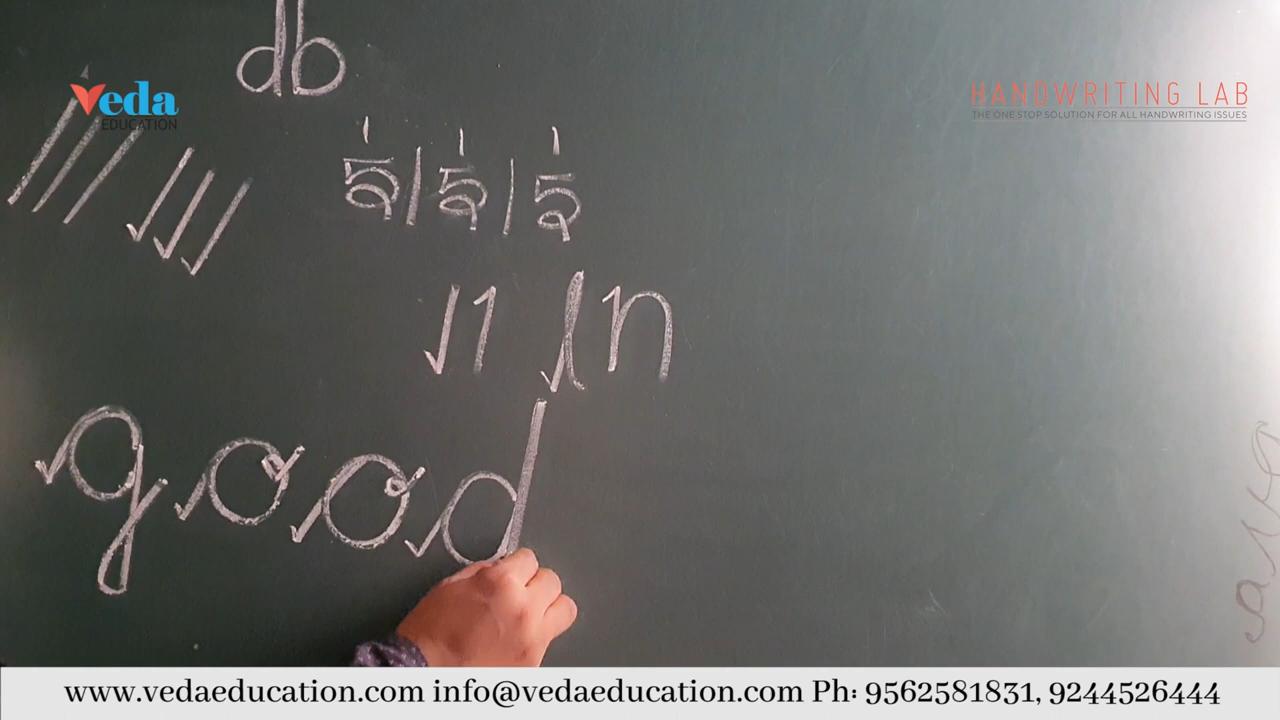 db
Veda
EDUCATION
HANDWRITING LAB
THE ONE STOP SOLUTION FOR ALL HANDWRITING ISSUES
n
good
www.vedaeducation.com info@vedaeducation.com Ph: 9562581831, 9244526444